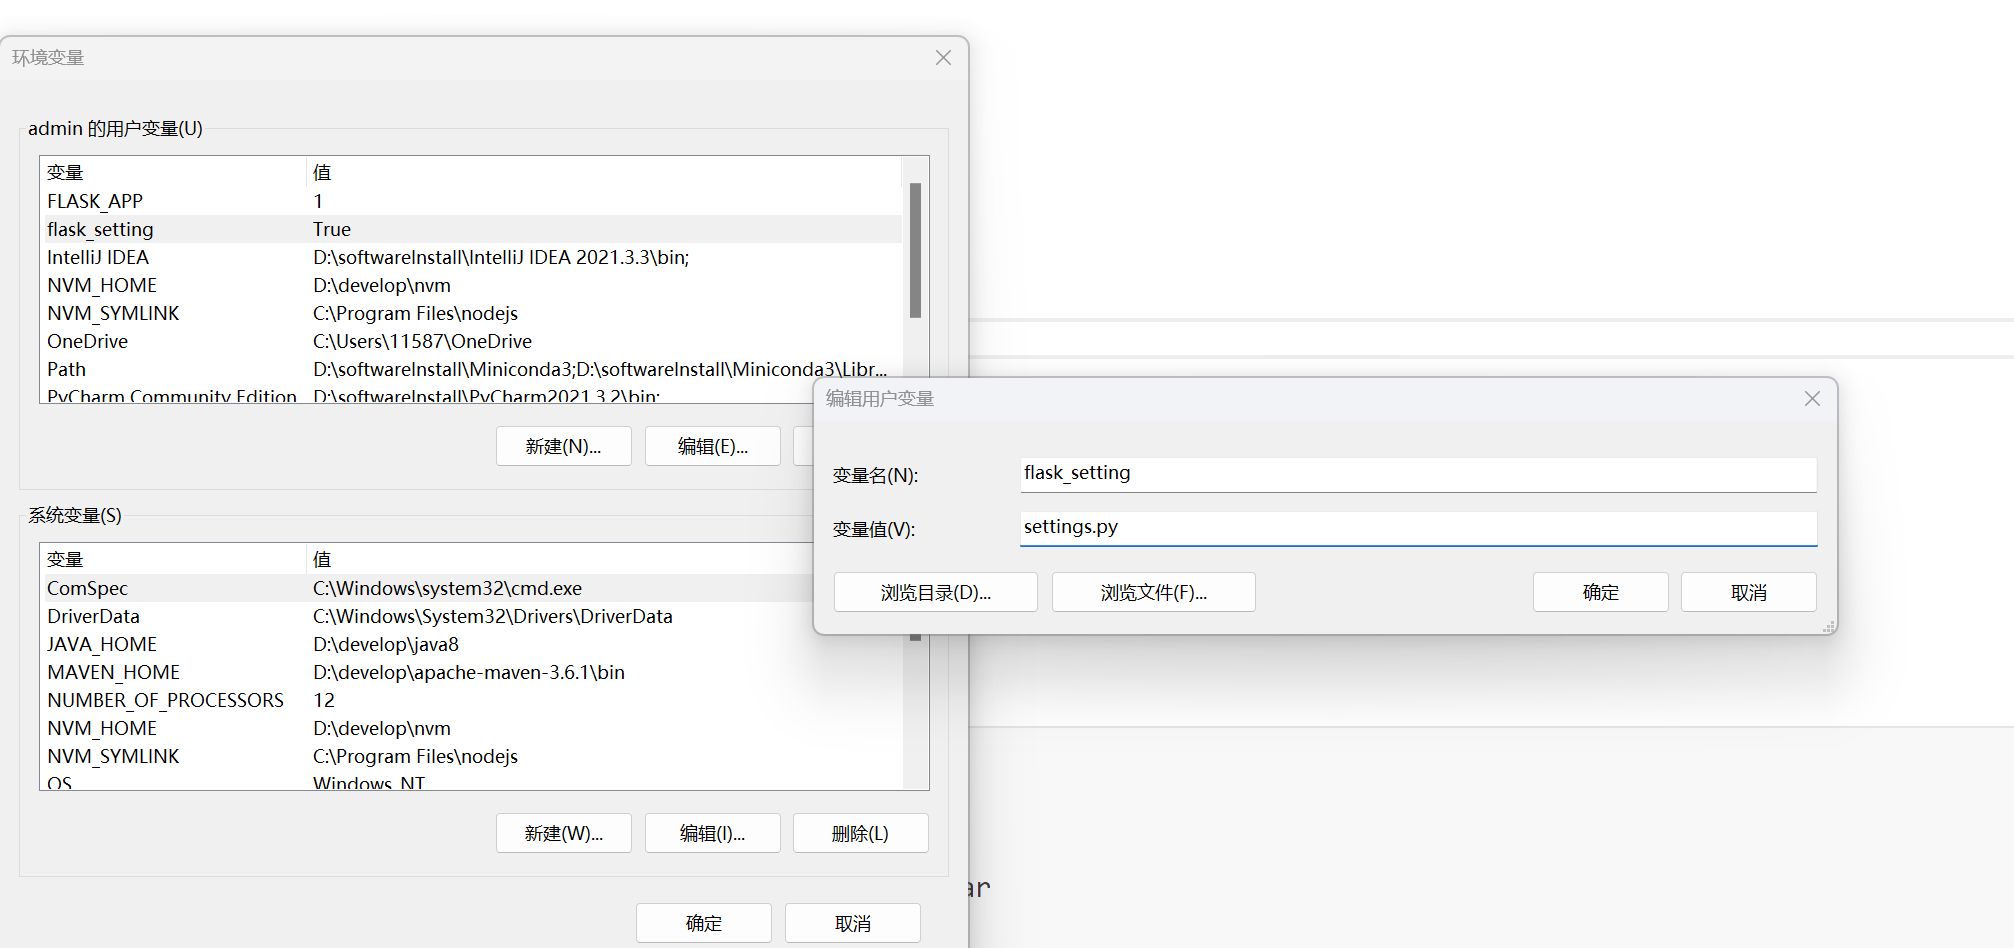 环境变量
admin 的用户变量(U)
变量 值
FLASK_APP 1
flask_setting True
IntelliJ IDEA D:\softwareInstall\IntelliJ IDEA 2021.3.3\bin;
NVM_HOME D:\develop\nvm
NVM_SYMLINK C:\Program Files\nodejs
OneDrive C:\Users\11587\OneDrive
Path D:\softwareInstall\Miniconda3;D:\softwareInstall\Miniconda3\Libr...
PyCharm Community Edition D:\softwareInstall\PyCharm2021.3.2\bin;
新建(N)... 编辑(E)...
系统变量(S)
变量 值
ComSpec C:\Windows\system32\cmd.exe
DriverData C:\Windows\System32\Drivers\DriverData
JAVA_HOME D:\develop\java8
MAVEN_HOME D:\develop\apache-maven-3.6.1\bin
NUMBER_OF_PROCESSORS 12
NVM_HOME D:\develop\nvm
NVM_SYMLINK C:\Program Files\nodejs
OS Windows_NT
新建(W)... 编辑(I)... 删除(L)
确定 取消
编辑用户变量
变量名(N): flask_setting
变量值(V): settings.py
浏览目录(D)... 浏览文件(F)... 确定 取消